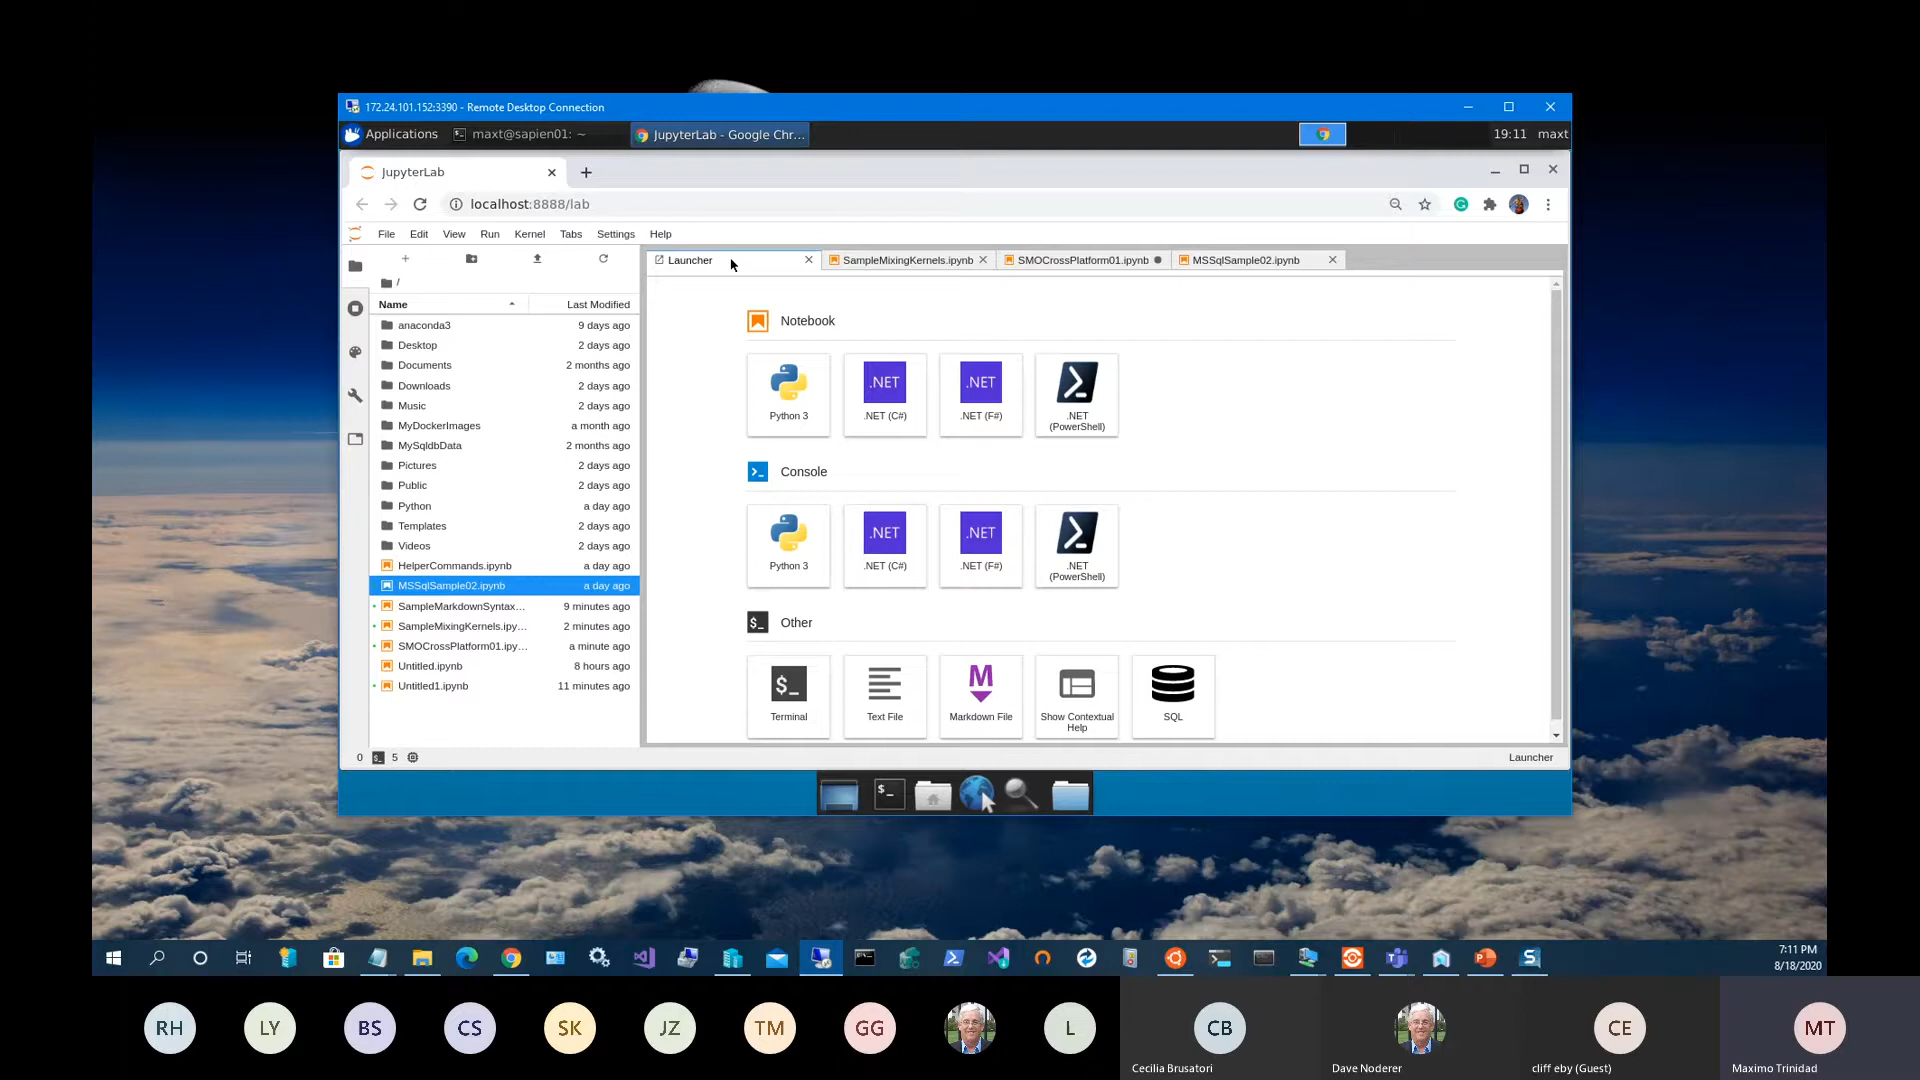 172.24.101.152:3390 - Remote Desktop Connection
Applications maxt@sapien01: ~ JupyterLab - Google Chr... 19:11 maxt
JupyterLab
localhost:8888/lab
File Edit View Run Kernel Tabs Settings Help
Launcher SampleMixingKernels.ipynb SMOCrossPlatform01.ipynb MSSqlSample02.ipynb
/
Name Last Modified
anaconda3 9 days ago
Desktop 2 days ago
Documents 2 months ago
Downloads 2 days ago
Music 2 days ago
MyDockerImages a month ago
MySqldbData 2 months ago
Pictures 2 days ago
Public 2 days ago
Python a day ago
Templates 2 days ago
Videos 2 days ago
HelperCommands.ipynb a day ago
MSSqlSample02.ipynb a day ago
SampleMarkdownSyntax... 9 minutes ago
SampleMixingKernels.ipy... 2 minutes ago
SMOCrossPlatform01.ipy... a minute ago
Untitled.ipynb 8 hours ago
Untitled1.ipynb 11 minutes ago
Notebook
.NET .NET
Python 3 .NET (C#) .NET (F#) .NET
(PowerShell)
Console
.NET .NET
Python 3 .NET (C#) .NET (F#) .NET
(PowerShell)
$_ Other
$_ M
Terminal Text File Markdown File Show Contextual
Help SQL
0 $_ 5 Launcher
$_
7:11 PM
8/18/2020
RH LY BS CS SK JZ TM GG L CB CE MT
Cecilia Brusatori Dave Noderer cliff eby (Guest) Maximo Trinidad